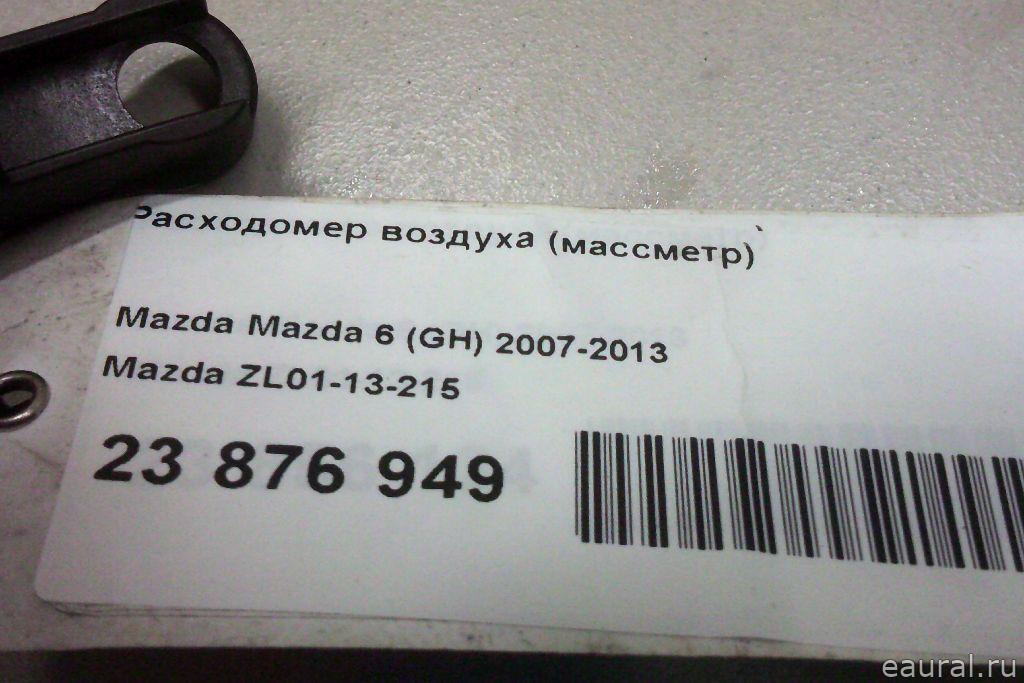 Расходомер воздуха (массметр)
Mazda Mazda 6 (GH) 2007-2013
Mazda ZL01-13-215
23 876 949
eaural.ru